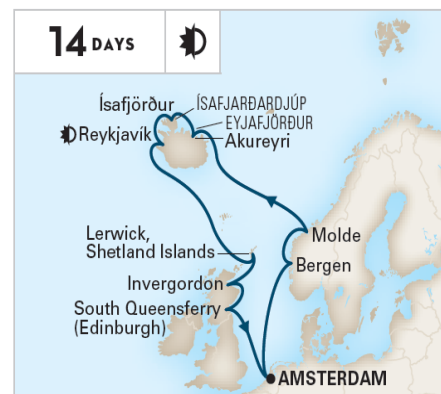 14 DAYS
Ísafjörður
ÍSAFJARÐARDJÚP
EYJAFJÖRÐUR
Reykjavík
Akureyri
Lerwick,
Shetland Islands
Molde
Bergen
Invergordon
South Queensferry
(Edinburgh)
AMSTERDAM